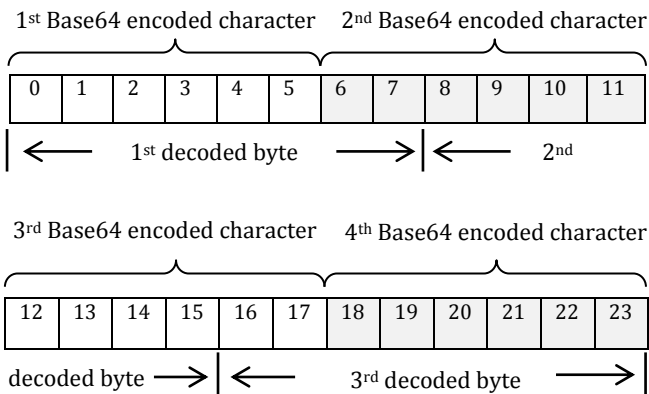 1st Base64 encoded character 2nd Base64 encoded character
0 1 2 3 4 5 6 7 8 9 10 11
1st decoded byte 2nd
3rd Base64 encoded character 4th Base64 encoded character
12 13 14 15 16 17 18 19 20 21 22 23
decoded byte 3rd decoded byte